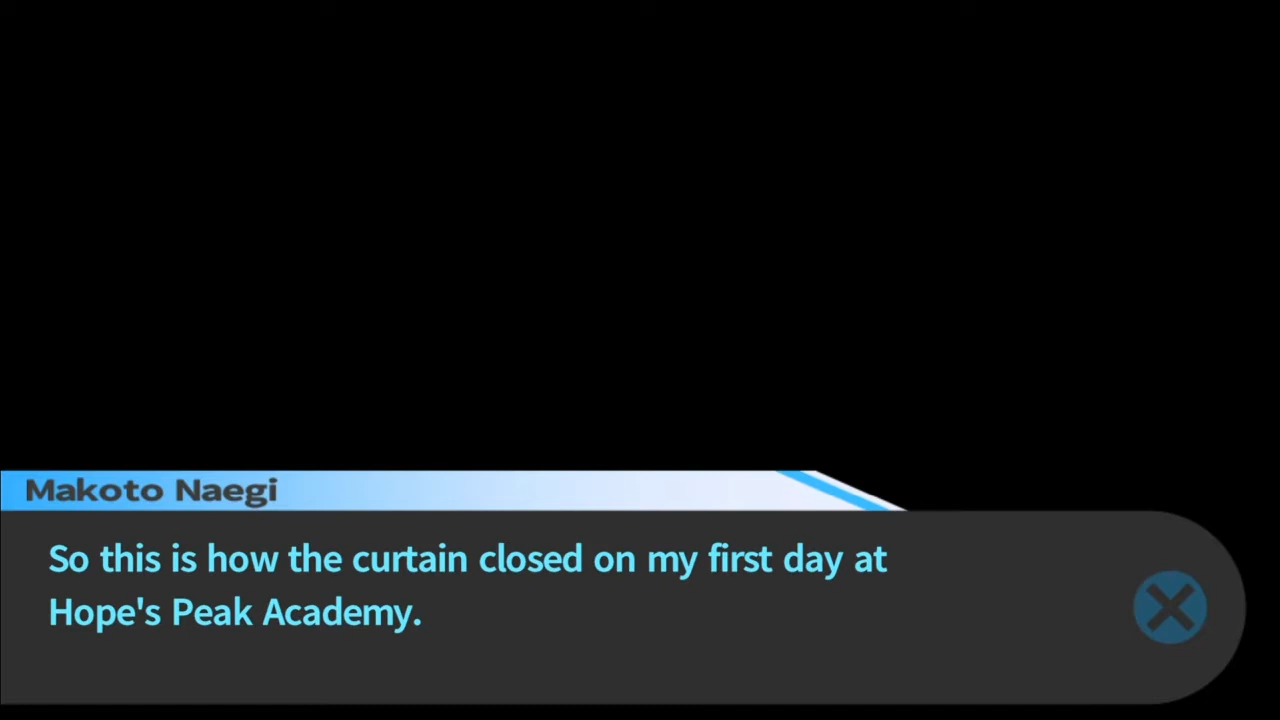 Makoto Naegi
So this is how the curtain closed on my first day at
Hope's Peak Academy.